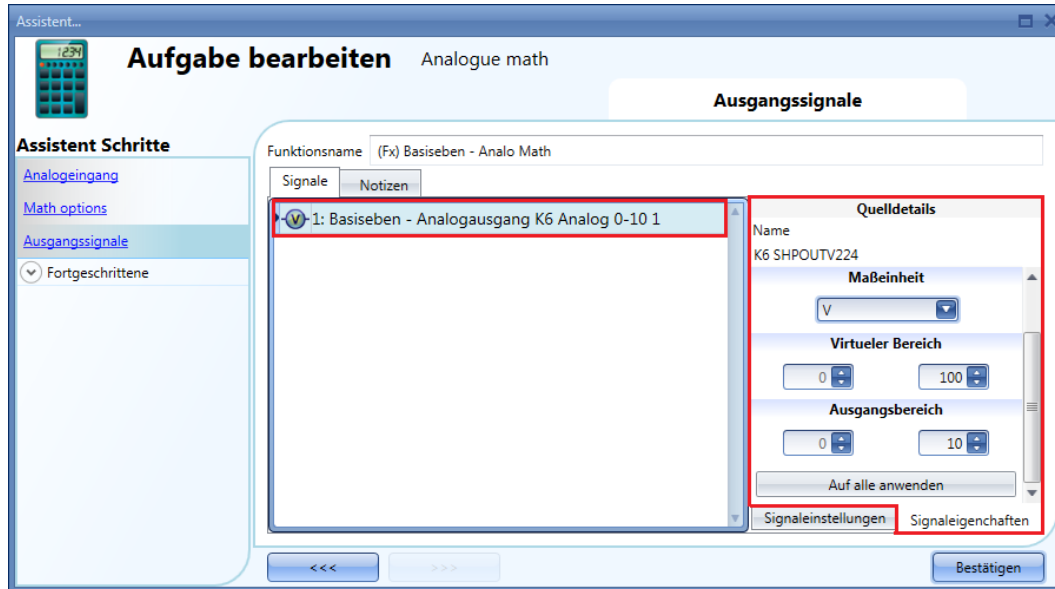 Assistent...
1234
Aufgabe bearbeiten Analogue math
Ausgangssignale
Assistent Schritte
Analogeingang
Math options
Ausgangssignale
Fortgeschrittene
Funktionsname (Fx) Basiseben - Analo Math
Signale Notizen
V 1: Basiseben - Analogausgang K6 Analog 0-10 1
Quelldetails
Name
K6 SHPOUTV224
Maßeinheit
V
Virtueler Bereich
0 100
Ausgangsbereich
0 10
Auf alle anwenden
Signaleinstellungen Signaleigenchaften
<<< >>> Bestätigen